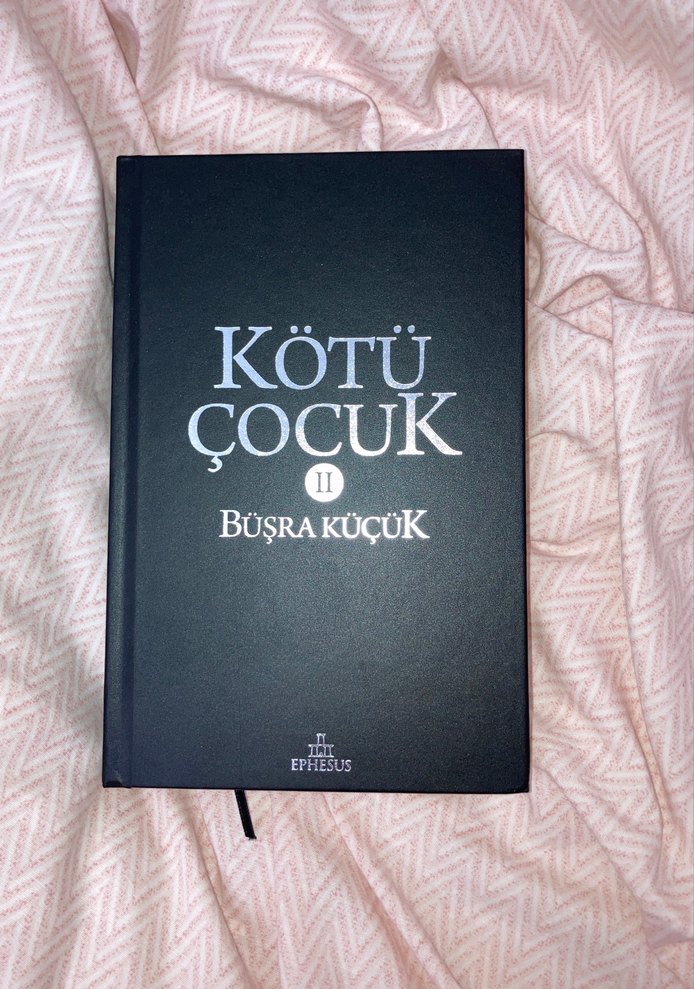 KÖTÜ
ÇOCUK
II
BÜŞRA KÜÇÜK
EPHESUS